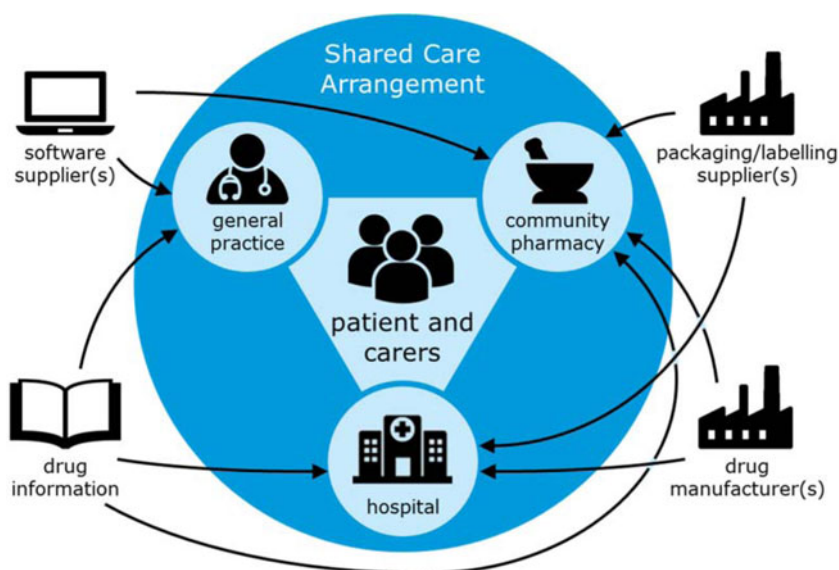 Shared Care
Arrangement
software
supplier(s)
packaging/labelling
supplier(s)
general
practice
community
pharmacy
patient and
carers
drug
information
hospital
drug
manufacturer(s)